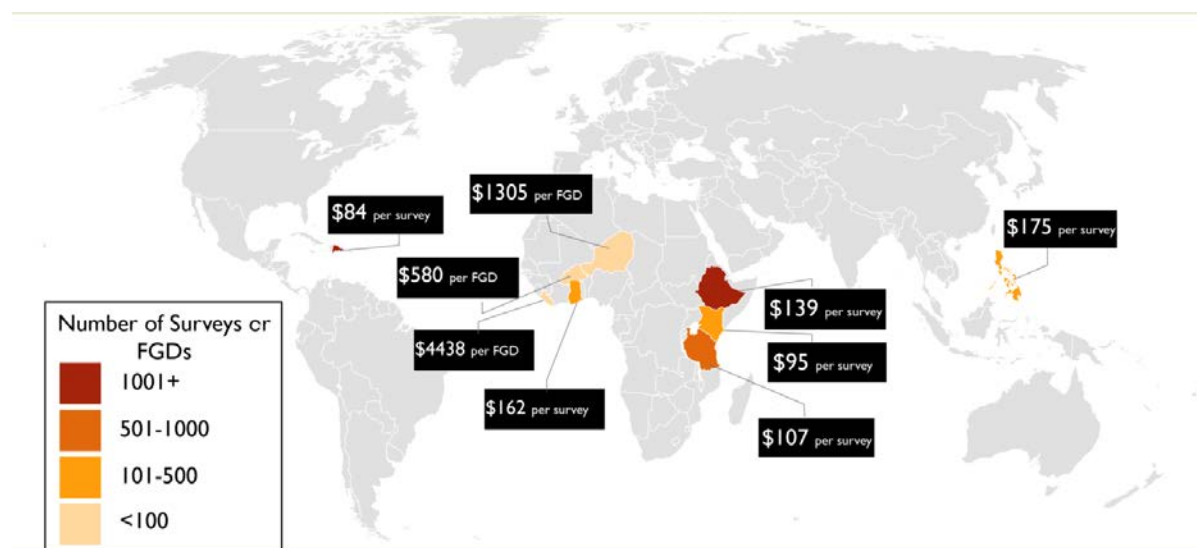 $1305 per FGD
$84 per survey
$175 per survey
$580 per FGD
$139 per survey
$4438 per FGD
$95 per survey
$162 per survey
$107 per survey
Number of Surveys cr
FGDs
1001+
501-1000
101-500
<100